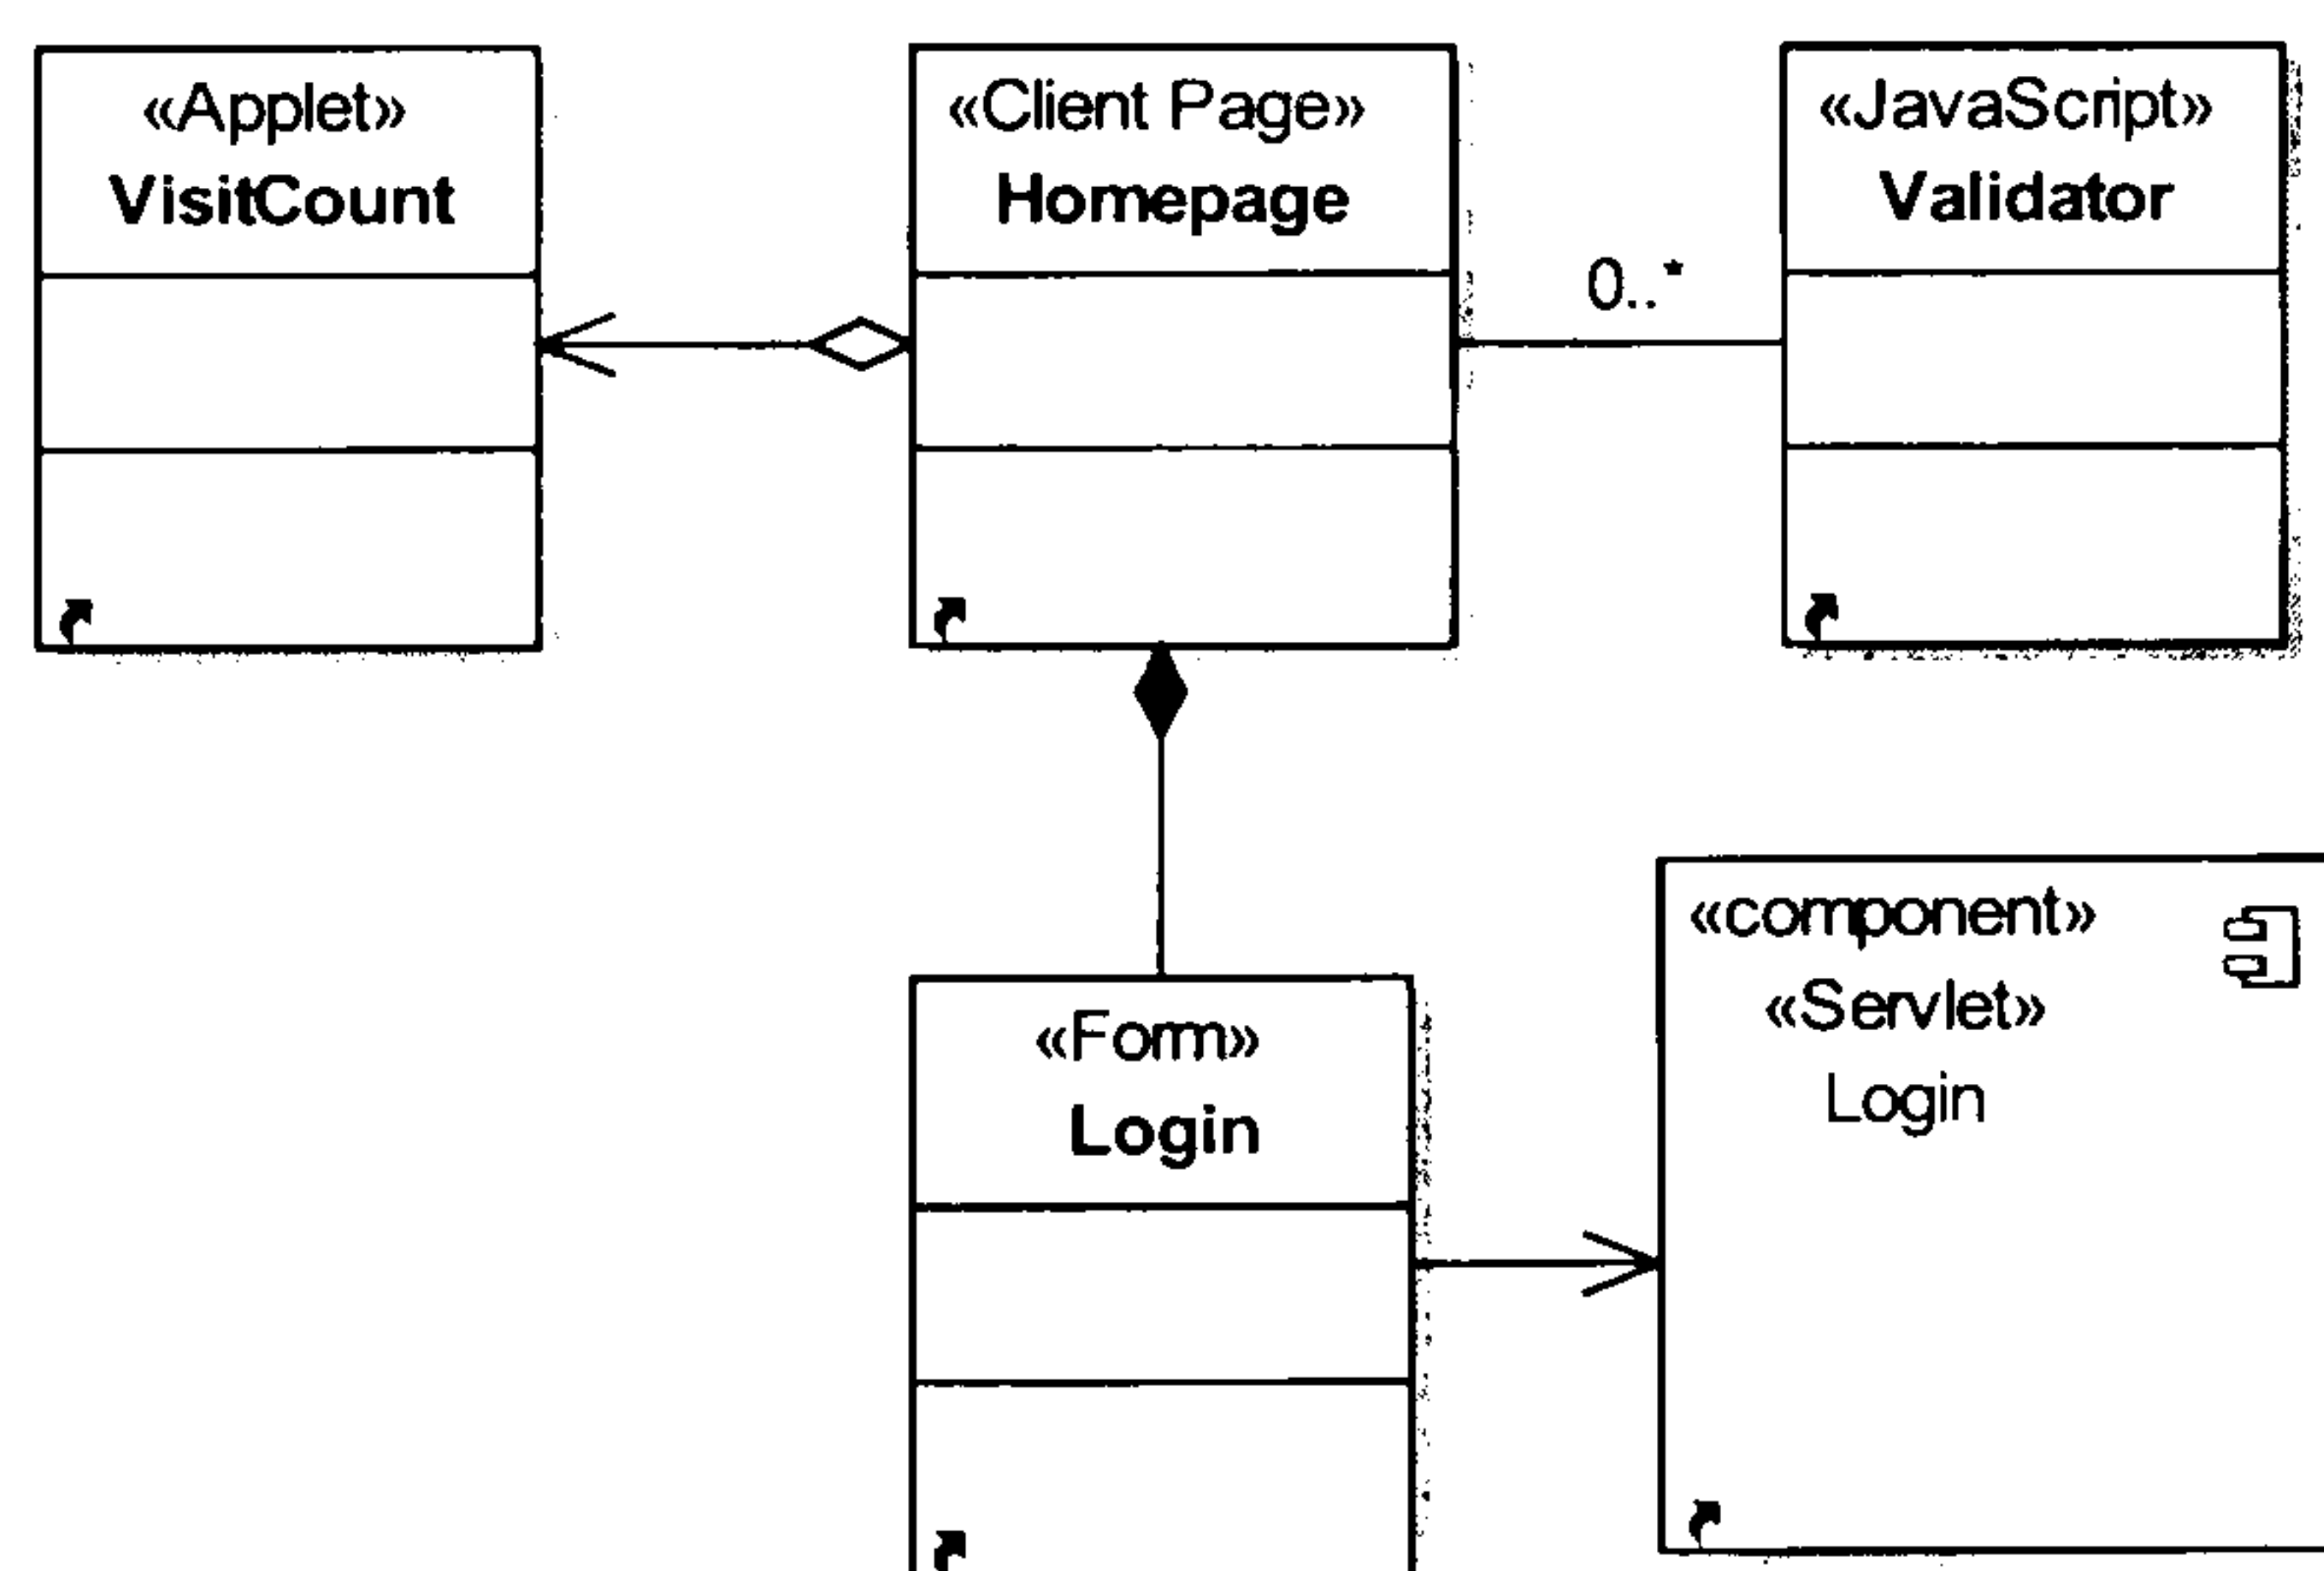 «Applet»
VisitCount
«Client Page»
Homepage
«JavaScript»
Validator
0..*
«Form»
Login
«component»
«Servlet»
Login